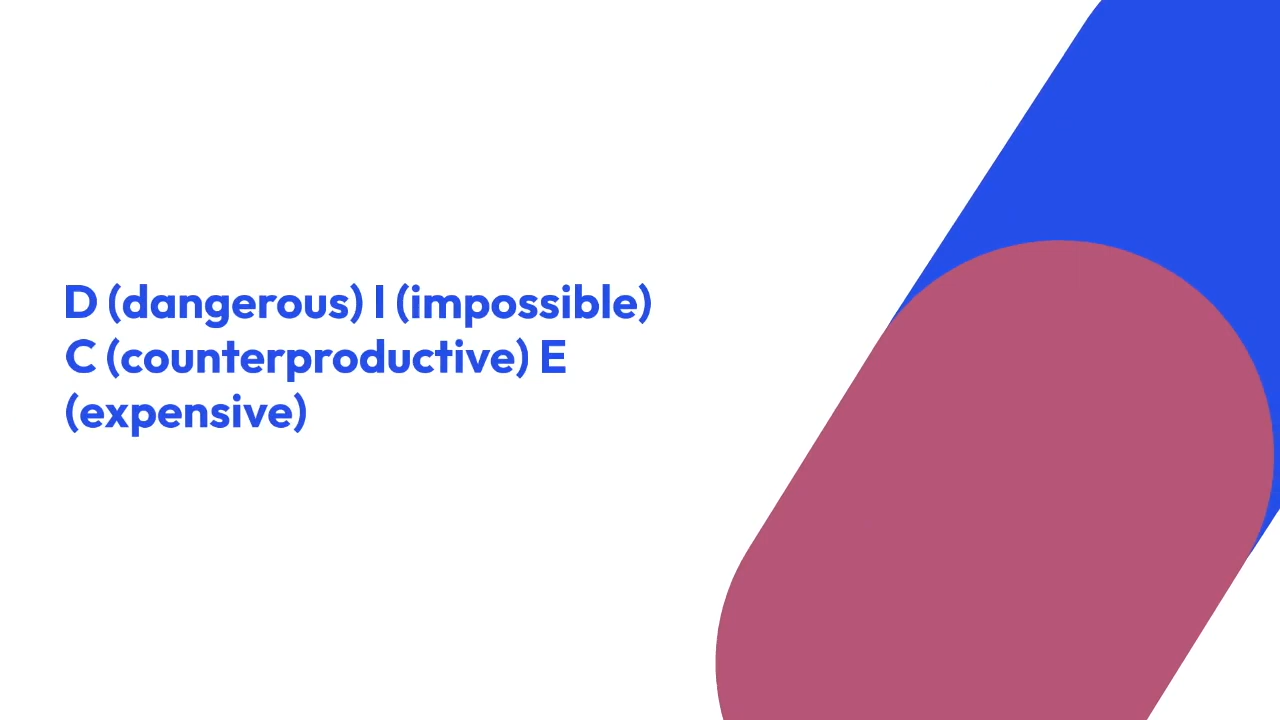 D (dangerous) I (impossible)
C (counterproductive) E
(expensive)